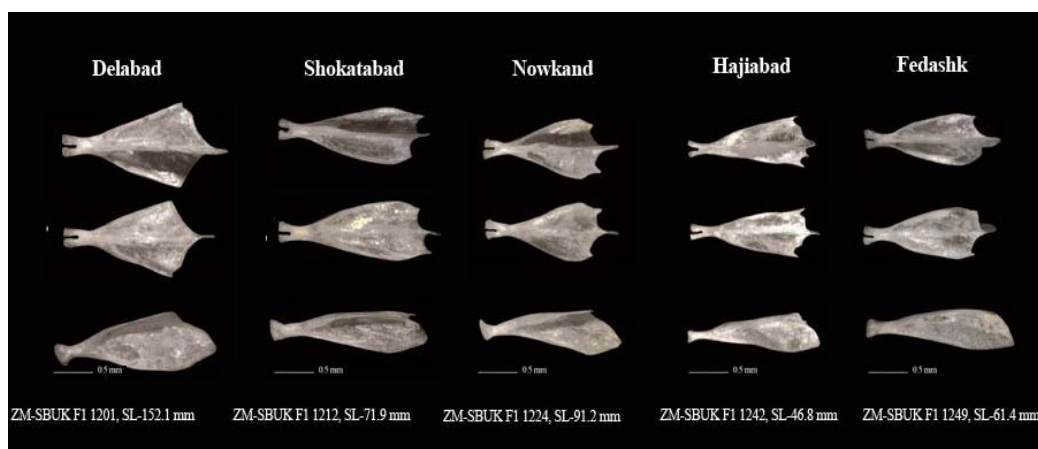 Delabad Shokatabad Nowkand Hajiabad Fedashk
0.5 mm 0.5 mm 0.5 mm 0.5 mm 0.5 mm
ZM-SBUK F1 1201, SL-152.1 mm ZM-SBUK F1 1212, SL-71.9 mm ZM-SBUK F1 1224, SL-91.2 mm ZM-SBUK F1 1242, SL-46.8 mm ZM-SBUK F1 1249, SL-61.4 mm